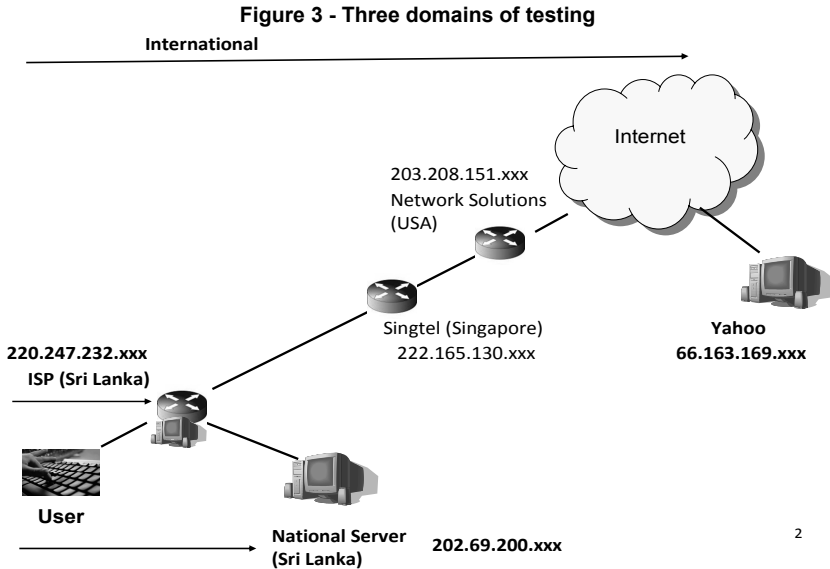 Figure 3 - Three domains of testing
International
Internet
203.208.151.xxx
Network Solutions
(USA)
Singtel (Singapore)
222.165.130.xxx
Yahoo
66.163.169.xxx
220.247.232.xxx
ISP (Sri Lanka)
User
National Server
(Sri Lanka)
202.69.200.xxx
2